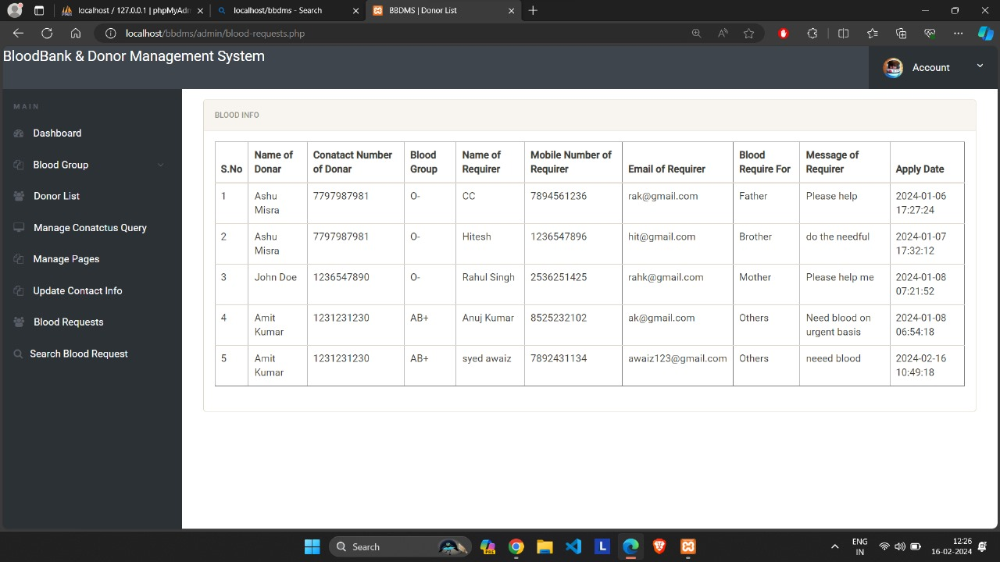 localhost / 127.0.0.1 | phpMyAdm
localhost/bbdms - Search
BBDMS | Donor List
localhost/bbdms/admin/blood-requests.php
BloodBank & Donor Management System
Account
MAIN
Dashboard
Blood Group
Donor List
Manage Conatctus Query
Manage Pages
Update Contact Info
Blood Requests
Search Blood Request
BLOOD INFO
S.No Name of Donar Conatact Number of Donar Blood Group Name of Requirer Mobile Number of Requirer Email of Requirer Blood Require For Message of Requirer Apply Date
1 Ashu Misra 7797987981 O- CC 7894561236 rak@gmail.com Father Please help 2024-01-06 17:27:24
2 Ashu Misra 7797987981 O- Hitesh 1236547896 hit@gmail.com Brother do the needful 2024-01-07 17:32:12
3 John Doe 1236547890 O- Rahul Singh 2536251425 rahk@gmail.com Mother Please help me 2024-01-08 07:21:52
4 Amit Kumar 1231231230 AB+ Anuj Kumar 8525232102 ak@gmail.com Others Need blood on urgent basis 2024-01-08 06:54:18
5 Amit Kumar 1231231230 AB+ syed awaiz 7892431134 awaiz123@gmail.com Others neeed blood 2024-02-16 10:49:18
Search
PRE
L
ENG
IN
12:26
16-02-2024